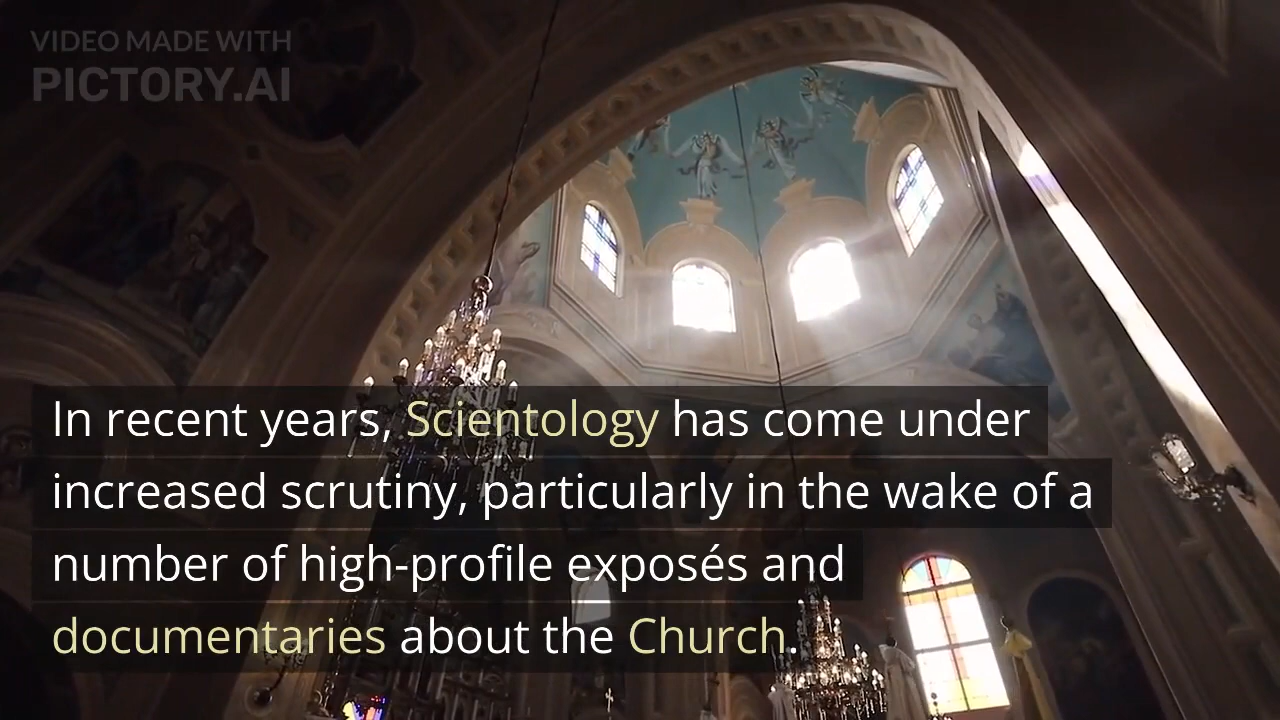 VIDEO MADE WITH
PICTORY.AI
In recent years, Scientology has come under
increased scrutiny, particularly in the wake of a
number of high-profile exposés and
documentaries about the Church.